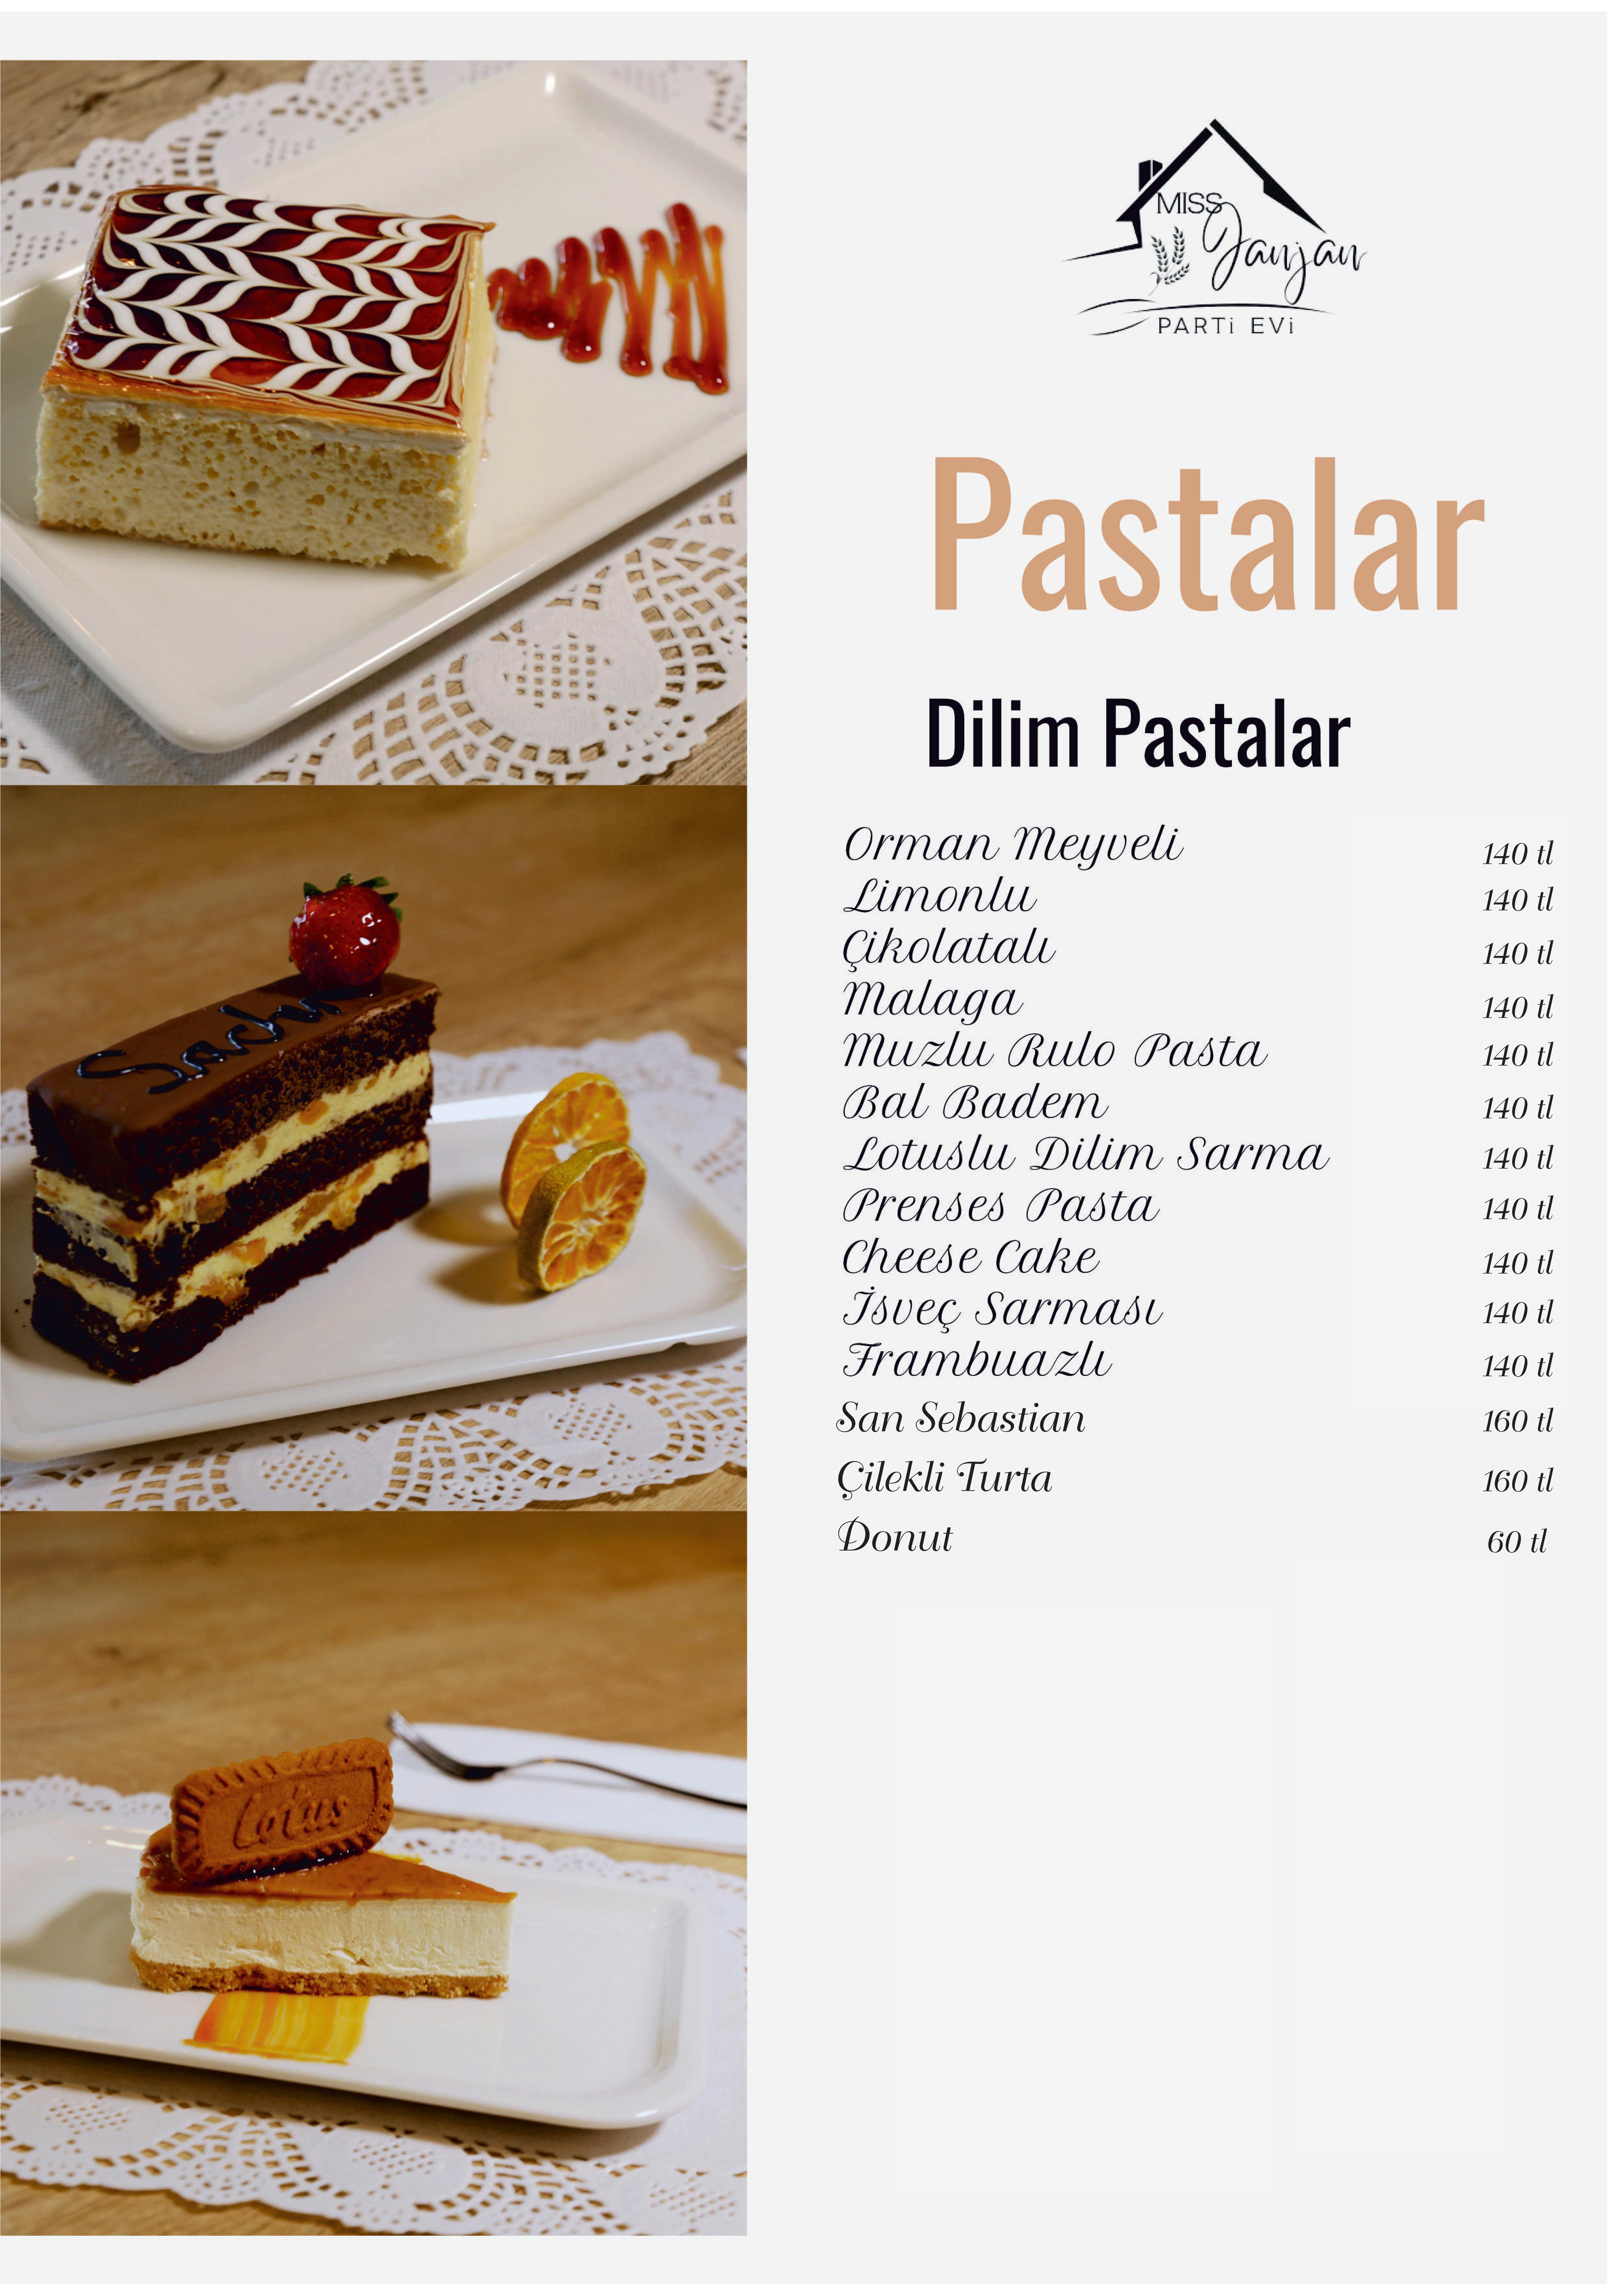 MISS
Janjan
PARTi EVi
Pastalar
Dilim Pastalar
Orman Meyveli 140 tl
Limonlu 140 tl
Çikolatalı 140 tl
Malaga 140 tl
Muzlu Rulo Pasta 140 tl
Bal Badem 140 tl
Lotuslu Dilim Sarma 140 tl
Prenses Pasta 140 tl
Cheese Cake 140 tl
İsveç Sarması 140 tl
Frambuazlı 140 tl
San Sebastian 160 tl
Çilekli Turta 160 tl
Donut 60 tl
Lotus